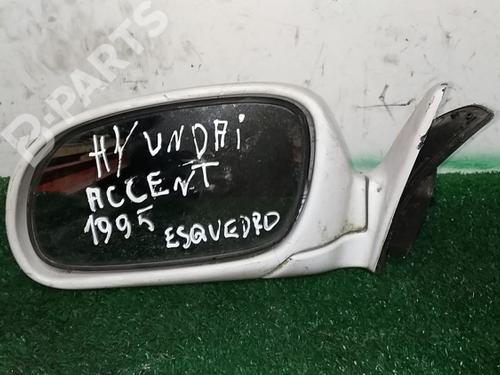 B-PARTS
HYUNDAi
ACCENT
1995 ESQUEDRO